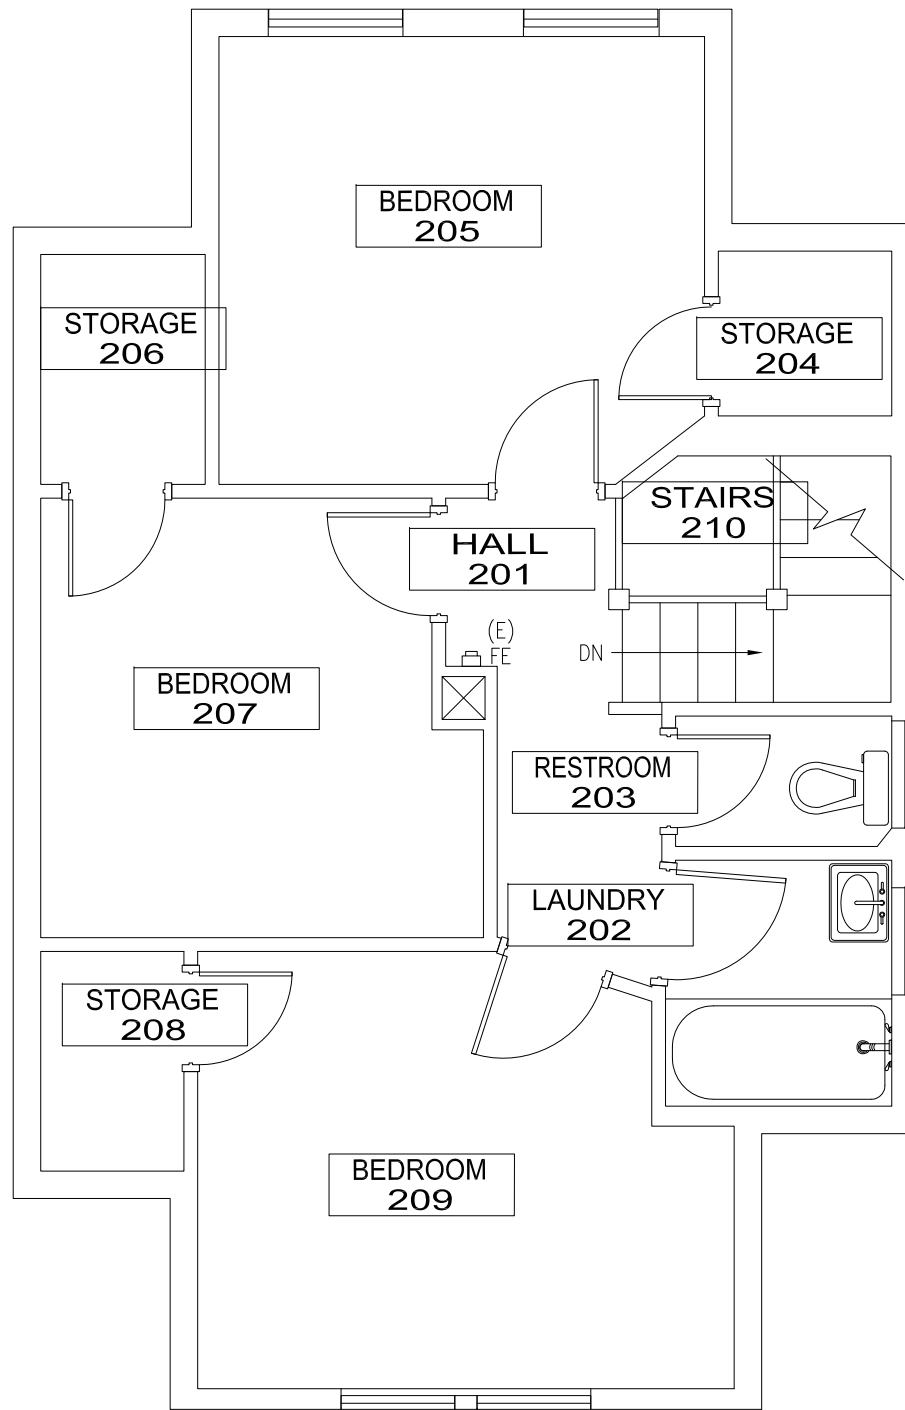 BEDROOM
205
STORAGE
206
STORAGE
204
STAIRS
210
HALL
201
(E)
FE
DN
BEDROOM
207
RESTROOM
203
LAUNDRY
202
STORAGE
208
BEDROOM
209